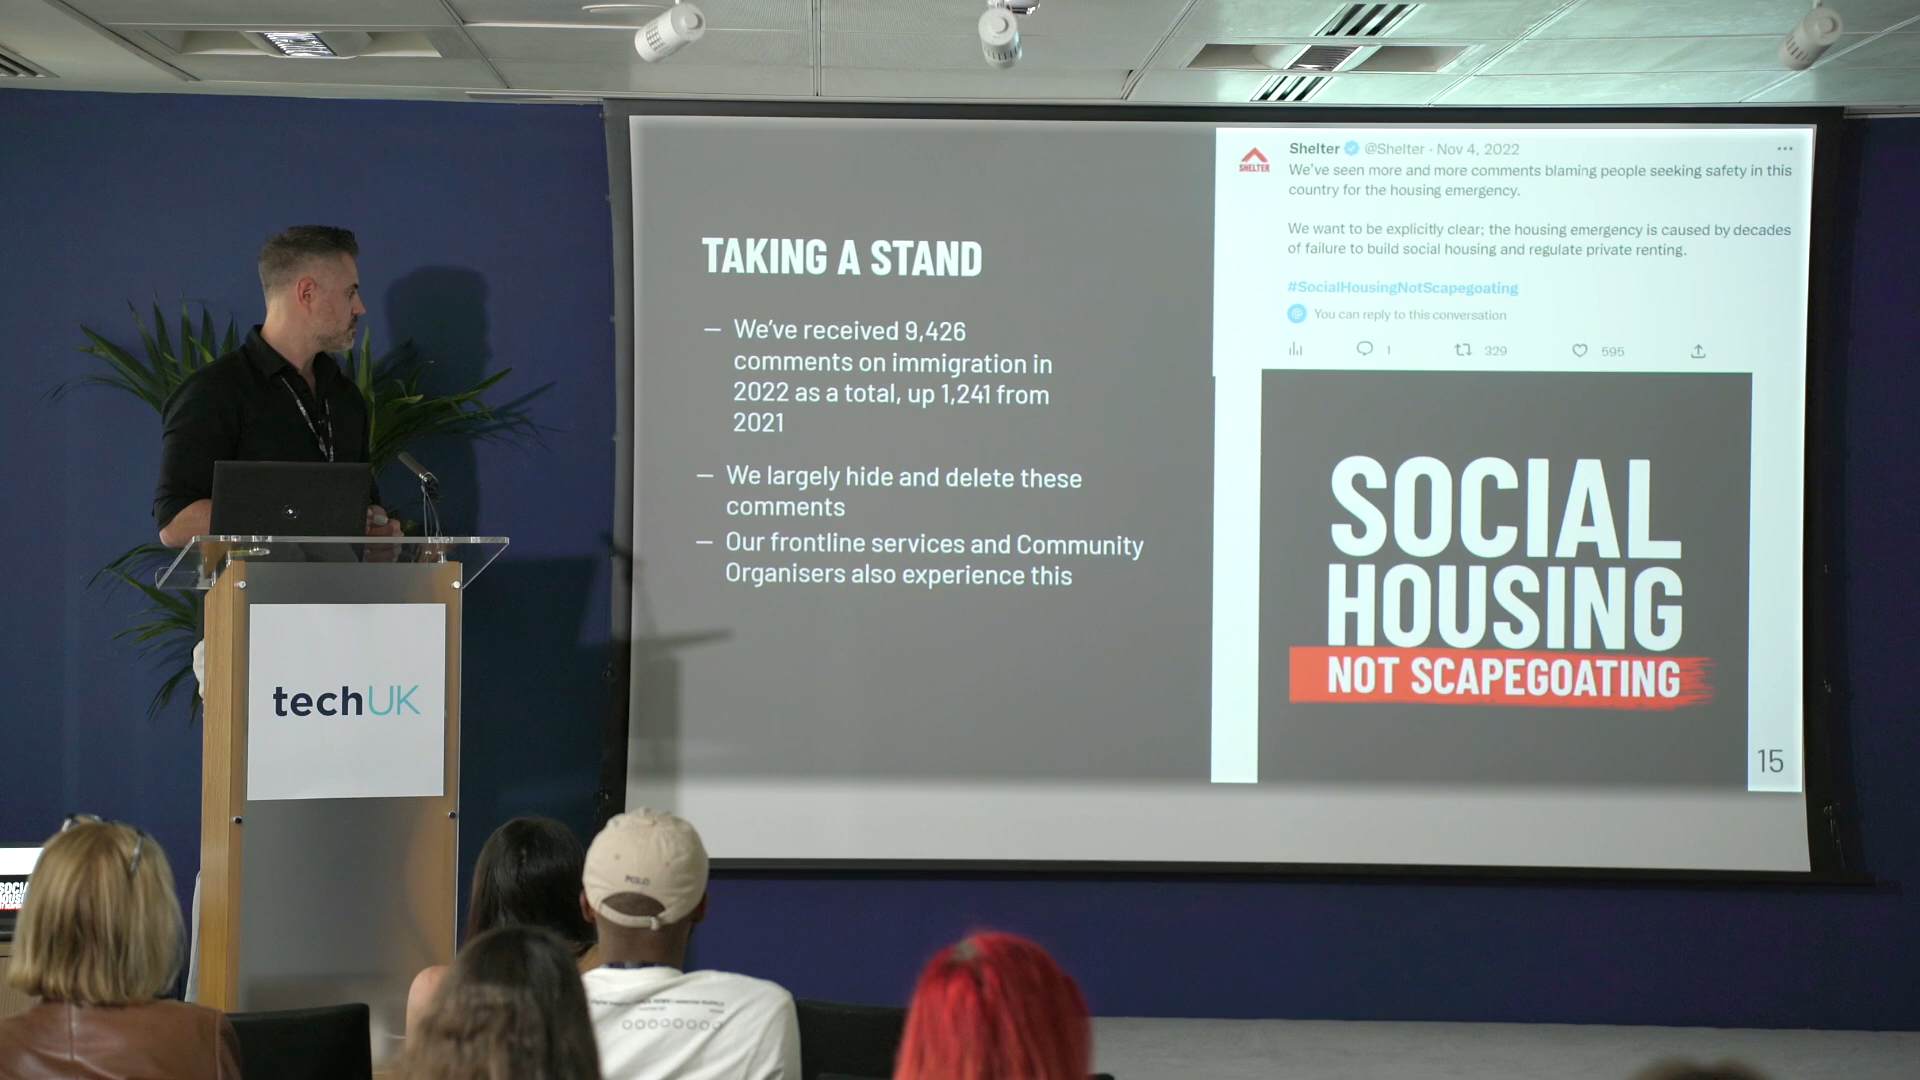 TAKING A STAND
— We've received 9,426
comments on immigration in
2022 as a total, up 1,241 from
2021
— We largely hide and delete these
comments
— Our frontline services and Community
Organisers also experience this
SHELTER
Shelter @Shelter · Nov 4, 2022
We've seen more and more comments blaming people seeking safety in this
country for the housing emergency.
We want to be explicitly clear; the housing emergency is caused by decades
of failure to build social housing and regulate private renting.
#SocialHousingNotScapegoating
@ You can reply to this conversation
1 329 595
SOCIAL
HOUSING
NOT SCAPEGOATING
15
techUK
POLO